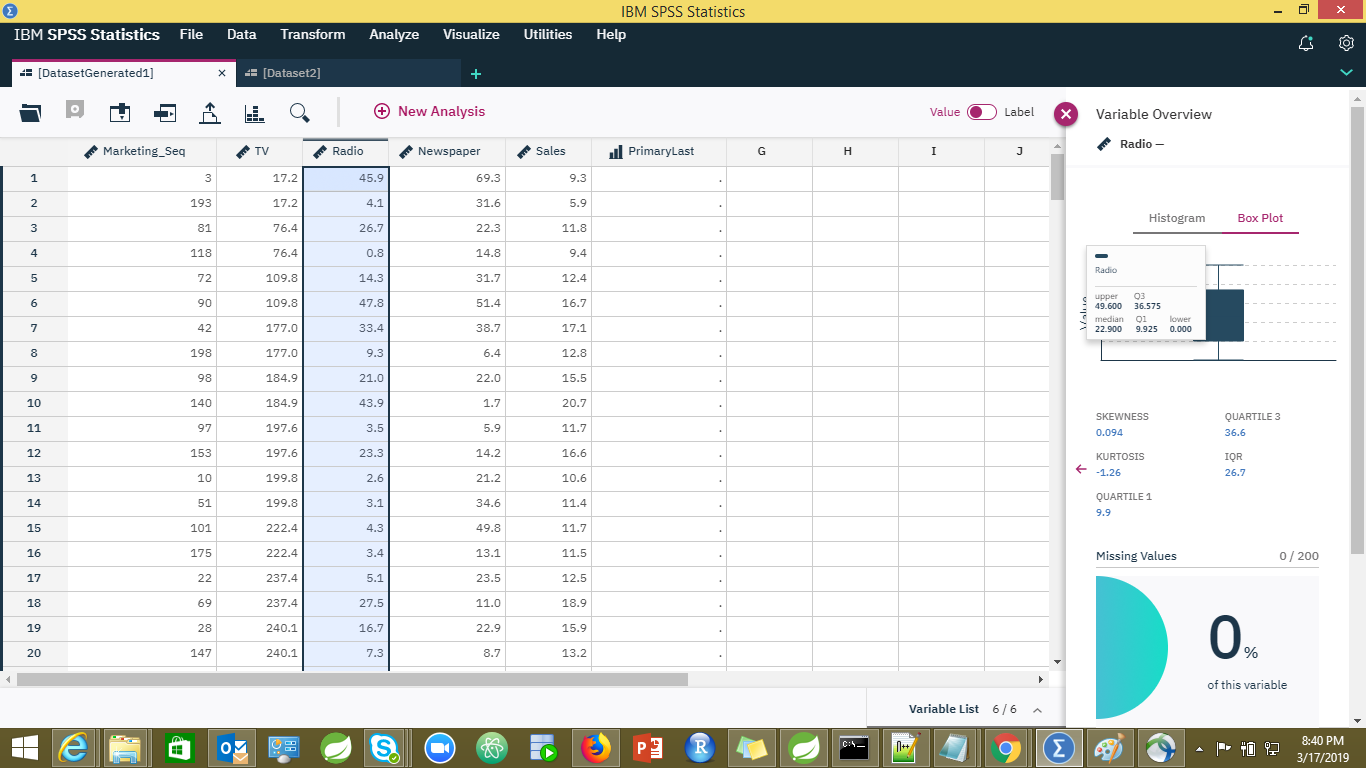 IBM SPSS Statistics
IBM SPSS Statistics File Data Transform Analyze Visualize Utilities Help
[DatasetGenerated1] [Dataset2]
New Analysis Value Label
Variable Overview
Radio —
Marketing_Seq TV Radio Newspaper Sales PrimaryLast G H I J
1 3 17.2 45.9 69.3 9.3 .
2 193 17.2 4.1 31.6 5.9 .
3 81 76.4 26.7 22.3 11.8 .
4 118 76.4 0.8 14.8 9.4 .
5 72 109.8 14.3 31.7 12.4 .
6 90 109.8 47.8 51.4 16.7 .
7 42 177.0 33.4 38.7 17.1 .
8 198 177.0 9.3 6.4 12.8 .
9 98 184.9 21.0 22.0 15.5 .
10 140 184.9 43.9 1.7 20.7 .
11 97 197.6 3.5 5.9 11.7 .
12 153 197.6 23.3 14.2 16.6 .
13 10 199.8 2.6 21.2 10.6 .
14 51 199.8 3.1 34.6 11.4 .
15 101 222.4 4.3 49.8 11.7 .
16 175 222.4 3.4 13.1 11.5 .
17 22 237.4 5.1 23.5 12.5 .
18 69 237.4 27.5 11.0 18.9 .
19 28 240.1 16.7 22.9 15.9 .
20 147 240.1 7.3 8.7 13.2 .
Histogram Box Plot
Radio
upper Q3
49.600 36.575
median Q1 lower
22.900 9.925 0.000
SKEWNESS QUARTILE 3
0.094 36.6
KURTOSIS IQR
-1.26 26.7
QUARTILE 1
9.9
Missing Values 0 / 200
0 %
of this variable
Variable List 6 / 6
8:40 PM
3/17/2019